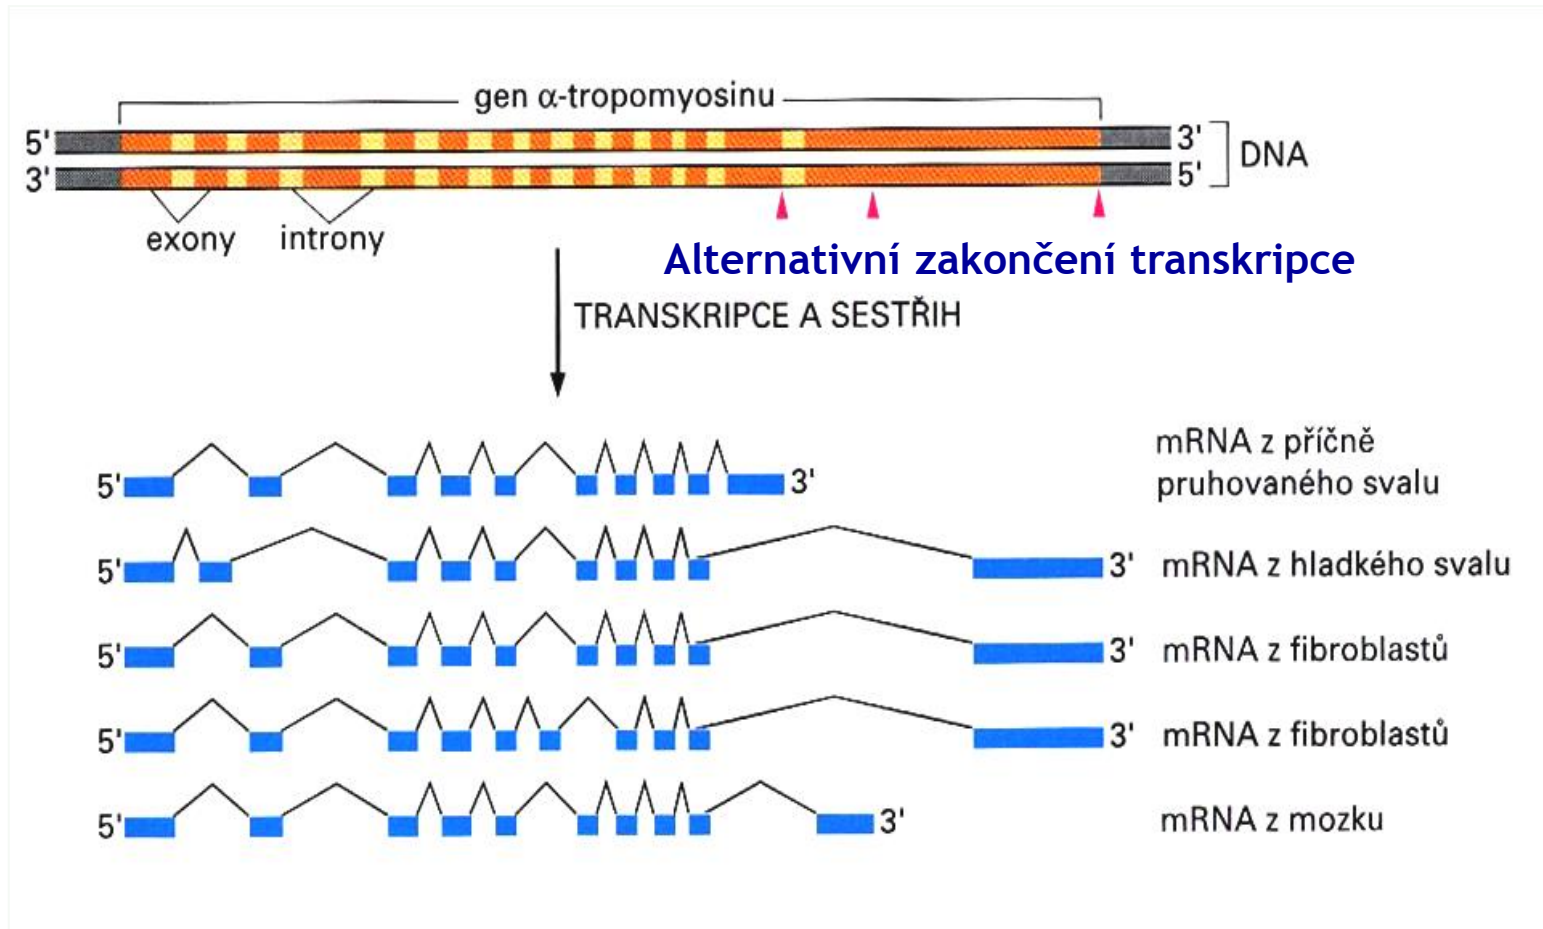 gen α-tropomyosinu
5' 3'
3' 5'
DNA
exony introny
Alternativní zakončení transkripce
TRANSKRIPCE A SESTŘIH
5' 3' mRNA z příčně
pruhovaného svalu
5' 3' mRNA z hladkého svalu
5' 3' mRNA z fibroblastů
5' 3' mRNA z fibroblastů
5' 3' mRNA z mozku